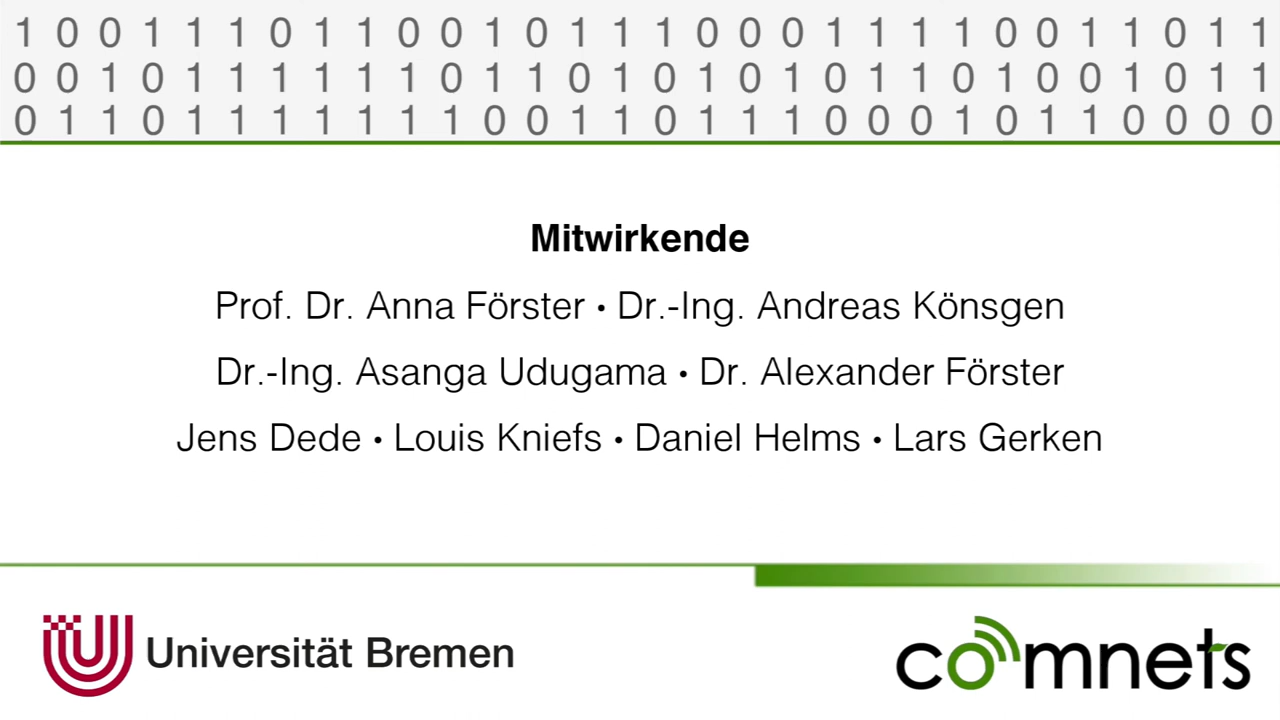 1 0 0 1 1 1 0 1 1 0 0 1 0 1 1 1 0 0 0 1 1 1 1 0 0 1 1 0 1 1
0 0 1 0 1 1 1 1 1 1 0 1 1 0 1 0 1 0 1 0 1 1 0 1 0 0 1 0 1 1
0 1 1 0 1 1 1 1 1 1 1 0 0 1 1 0 1 1 1 0 0 0 1 0 1 1 0 0 0 0
Mitwirkende
Prof. Dr. Anna Förster • Dr.-Ing. Andreas Könsgen
Dr.-Ing. Asanga Udugama • Dr. Alexander Förster
Jens Dede • Louis Kniefs • Daniel Helms • Lars Gerken
Universität Bremen
comnets